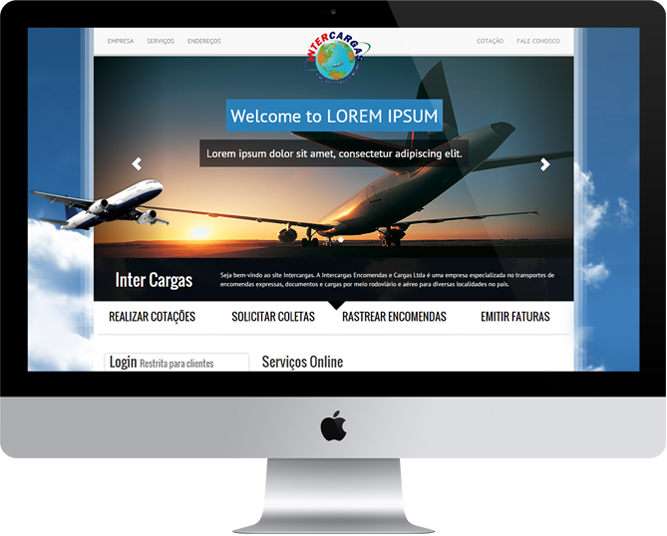 EMPRESA SERVIÇOS ENDEREÇOS
INTERCARGAS
COTAÇÃO FALE CONOSCO
Welcome to LOREM IPSUM
Lorem ipsum dolor sit amet, consectetur adipiscing elit.
Inter Cargas
Seja bem-vindo ao site Intercargas. A Intercargas Encomendas e Cargas Ltda é uma empresa especializada no transportes de
encomendas expressas, documentos e cargas por meio rodoviário e aéreo para diversas localidades no país.
REALIZAR COTAÇÕES SOLICITAR COLETAS RASTREAR ENCOMENDAS EMITIR FATURAS
Login Restrita para clientes
Serviços Online